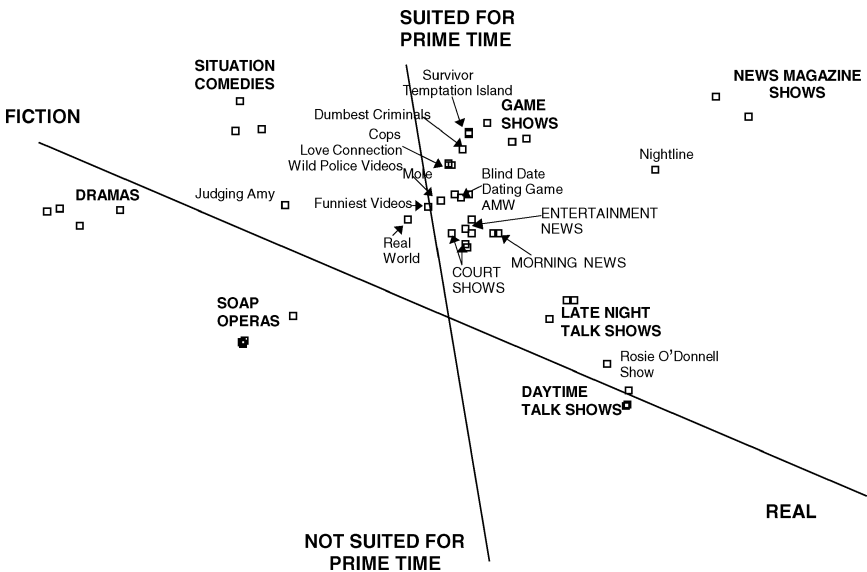 SUITED FOR
PRIME TIME
SITUATION
COMEDIES
Survivor
Temptation Island
NEWS MAGAZINE
SHOWS
FICTION
Dumbest Criminals
GAME
SHOWS
Cops
Love Connection
Wild Police Videos
Mole
Nightline
Blind Date
Dating Game
AMW
DRAMAS
Judging Amy
Funniest Videos
ENTERTAINMENT
NEWS
Real
World
COURT
SHOWS
MORNING NEWS
SOAP
OPERAS
LATE NIGHT
TALK SHOWS
Rosie O'Donnell
Show
DAYTIME
TALK SHOWS
REAL
NOT SUITED FOR
PRIME TIME